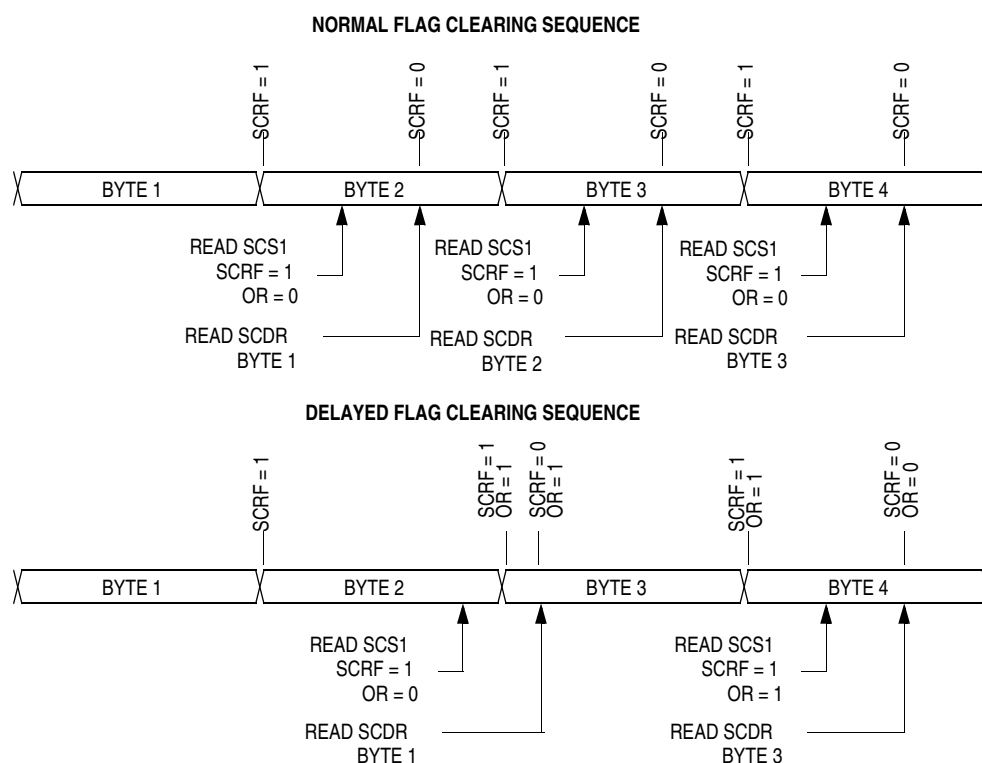 NORMAL FLAG CLEARING SEQUENCE
SCRF = 1
SCRF = 0
SCRF = 1
SCRF = 0
SCRF = 1
SCRF = 0
BYTE 1
BYTE 2
BYTE 3
BYTE 4
READ SCS1
SCRF = 1
OR = 0
READ SCS1
SCRF = 1
OR = 0
READ SCS1
SCRF = 1
OR = 0
READ SCDR
BYTE 1
READ SCDR
BYTE 2
READ SCDR
BYTE 3
DELAYED FLAG CLEARING SEQUENCE
SCRF = 1
SCRF = 1
OR = 1
SCRF = 0
OR = 1
SCRF = 1
OR = 1
SCRF = 0
OR = 0
BYTE 1
BYTE 2
BYTE 3
BYTE 4
READ SCS1
SCRF = 1
OR = 0
READ SCS1
SCRF = 1
OR = 1
READ SCDR
BYTE 1
READ SCDR
BYTE 3